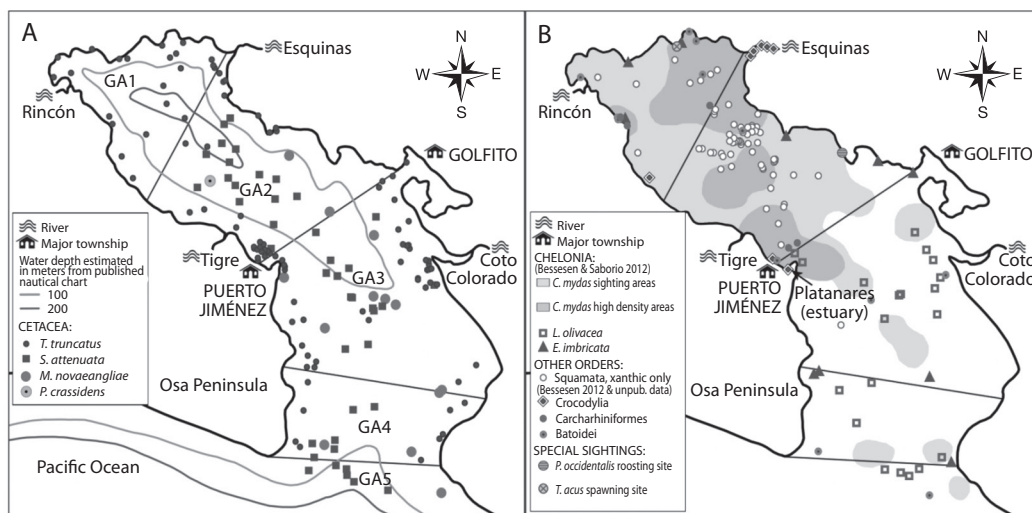 A
N
W
E
S
Esquinas
GA1
Rincón
GOLFITO
GA2
River
Major township
Water depth estimated
in meters from published
nautical chart
100
200
CETACEA:
T. truncatus
S. attenuata
M. novaeangliae
P. crassidens
Tigre
PUERTO
JIMÉNEZ
GA3
Coto
Colorado
Osa Peninsula
GA4
Pacific Ocean
GA5
B
N
W
E
S
Esquinas
Rincón
GOLFITO
River
Major township
CHELONIA:
(Bessesen & Saborio 2012)
C. mydas sighting areas
C. mydas high density areas
L. olivacea
E. imbricata
OTHER ORDERS:
Squamata, xanthic only
(Bessesen 2012 & unpub. data)
Crocodylia
Carcharhiniformes
Batoidei
SPECIAL SIGHTINGS:
P. occidentalis roosting site
T. acus spawning site
Tigre
PUERTO
JIMÉNEZ
Platanares
(estuary)
Coto
Colorado
Osa Peninsula